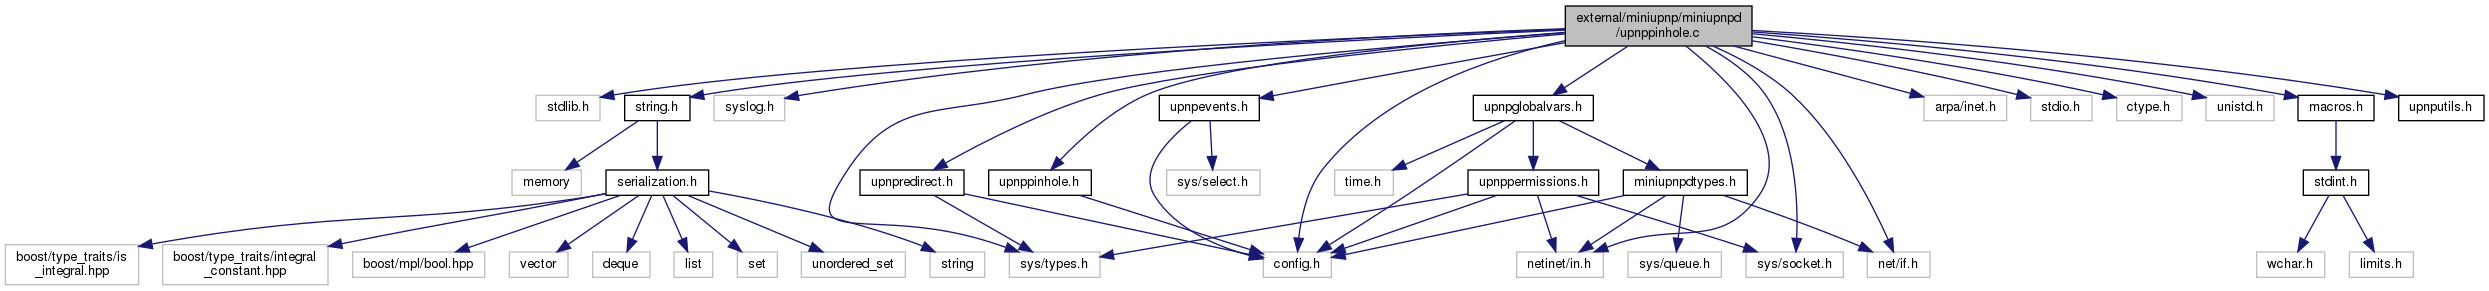 external/miniupnp/miniupnpd
/upnppinhole.c
stdlib.h
string.h
syslog.h
upnpevents.h
upnpglobalvars.h
arpa/inet.h
stdio.h
ctype.h
unistd.h
macros.h
upnputils.h
memory
serialization.h
upnpredirect.h
upnppinhole.h
sys/select.h
time.h
upnppermissions.h
miniupnpdtypes.h
stdint.h
boost/type_traits/is
_integral.hpp
boost/type_traits/integral
_constant.hpp
boost/mpl/bool.hpp
vector
deque
list
set
unordered_set
string
sys/types.h
config.h
netinet/in.h
sys/queue.h
sys/socket.h
net/if.h
wchar.h
limits.h